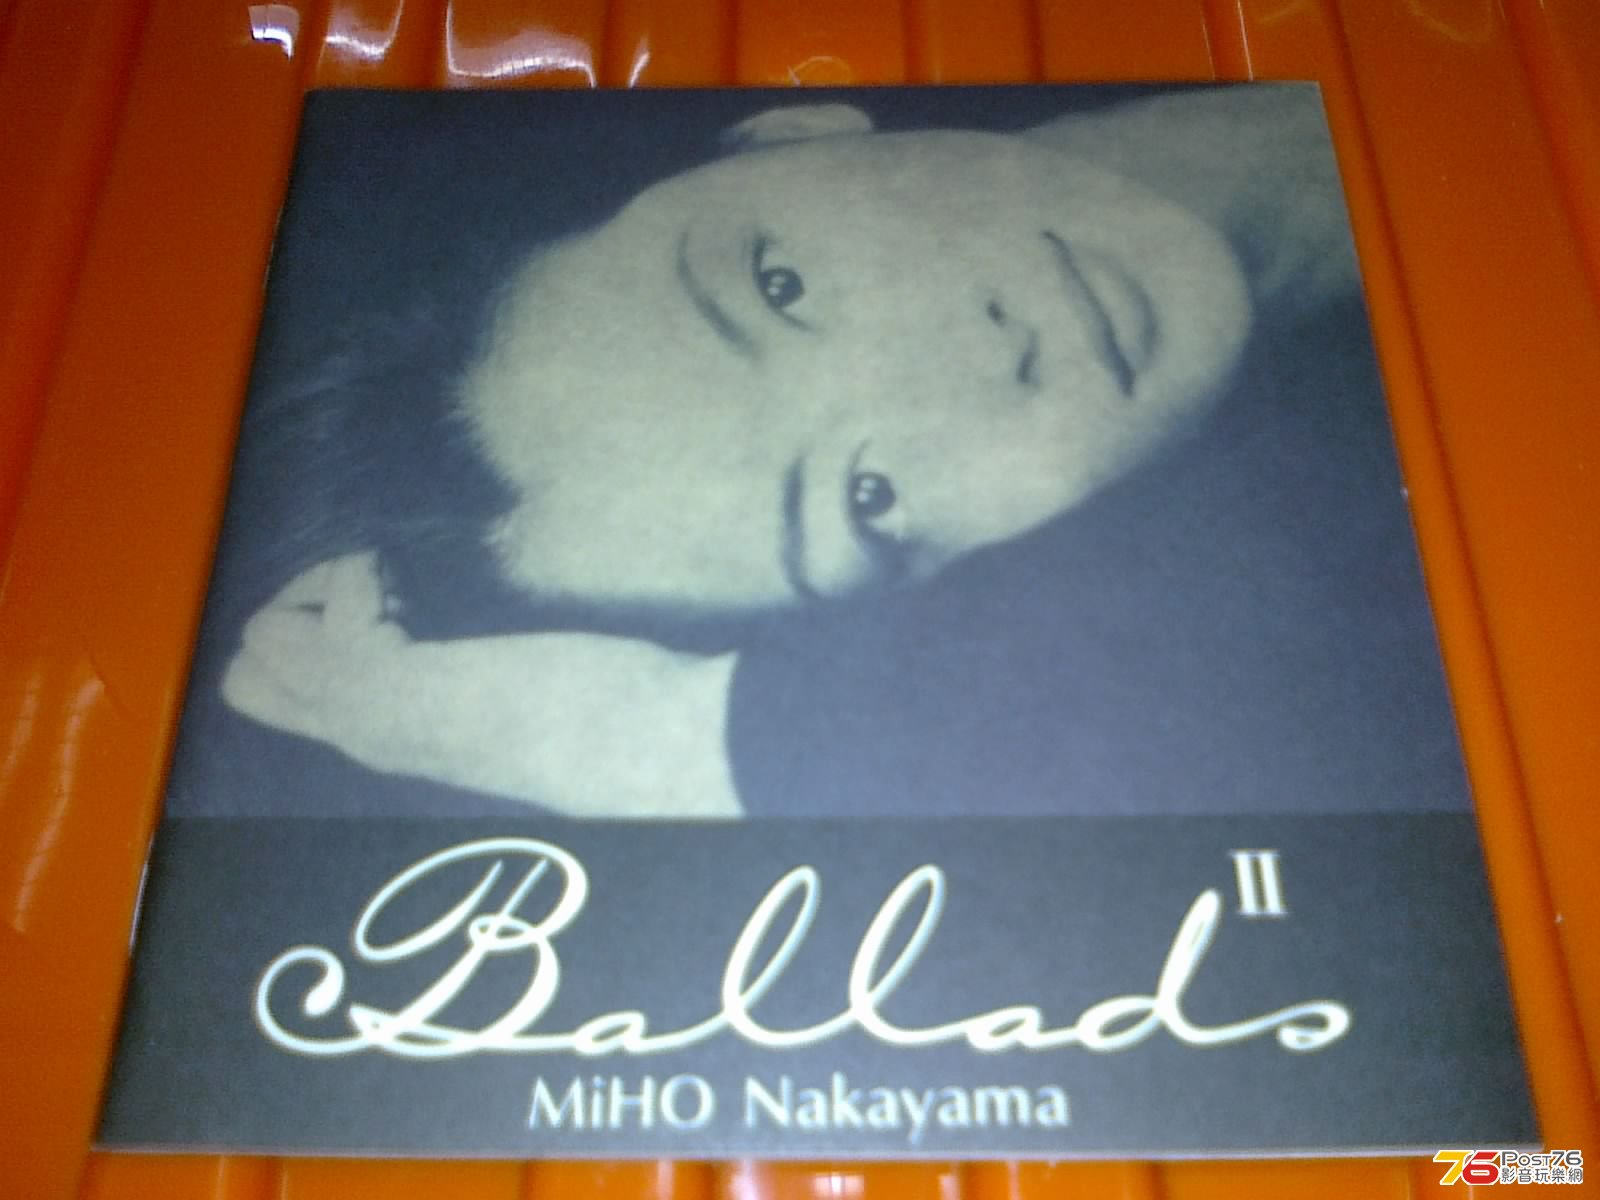 Ballads II
MiHO Nakayama
76 Post76
影音玩樂網